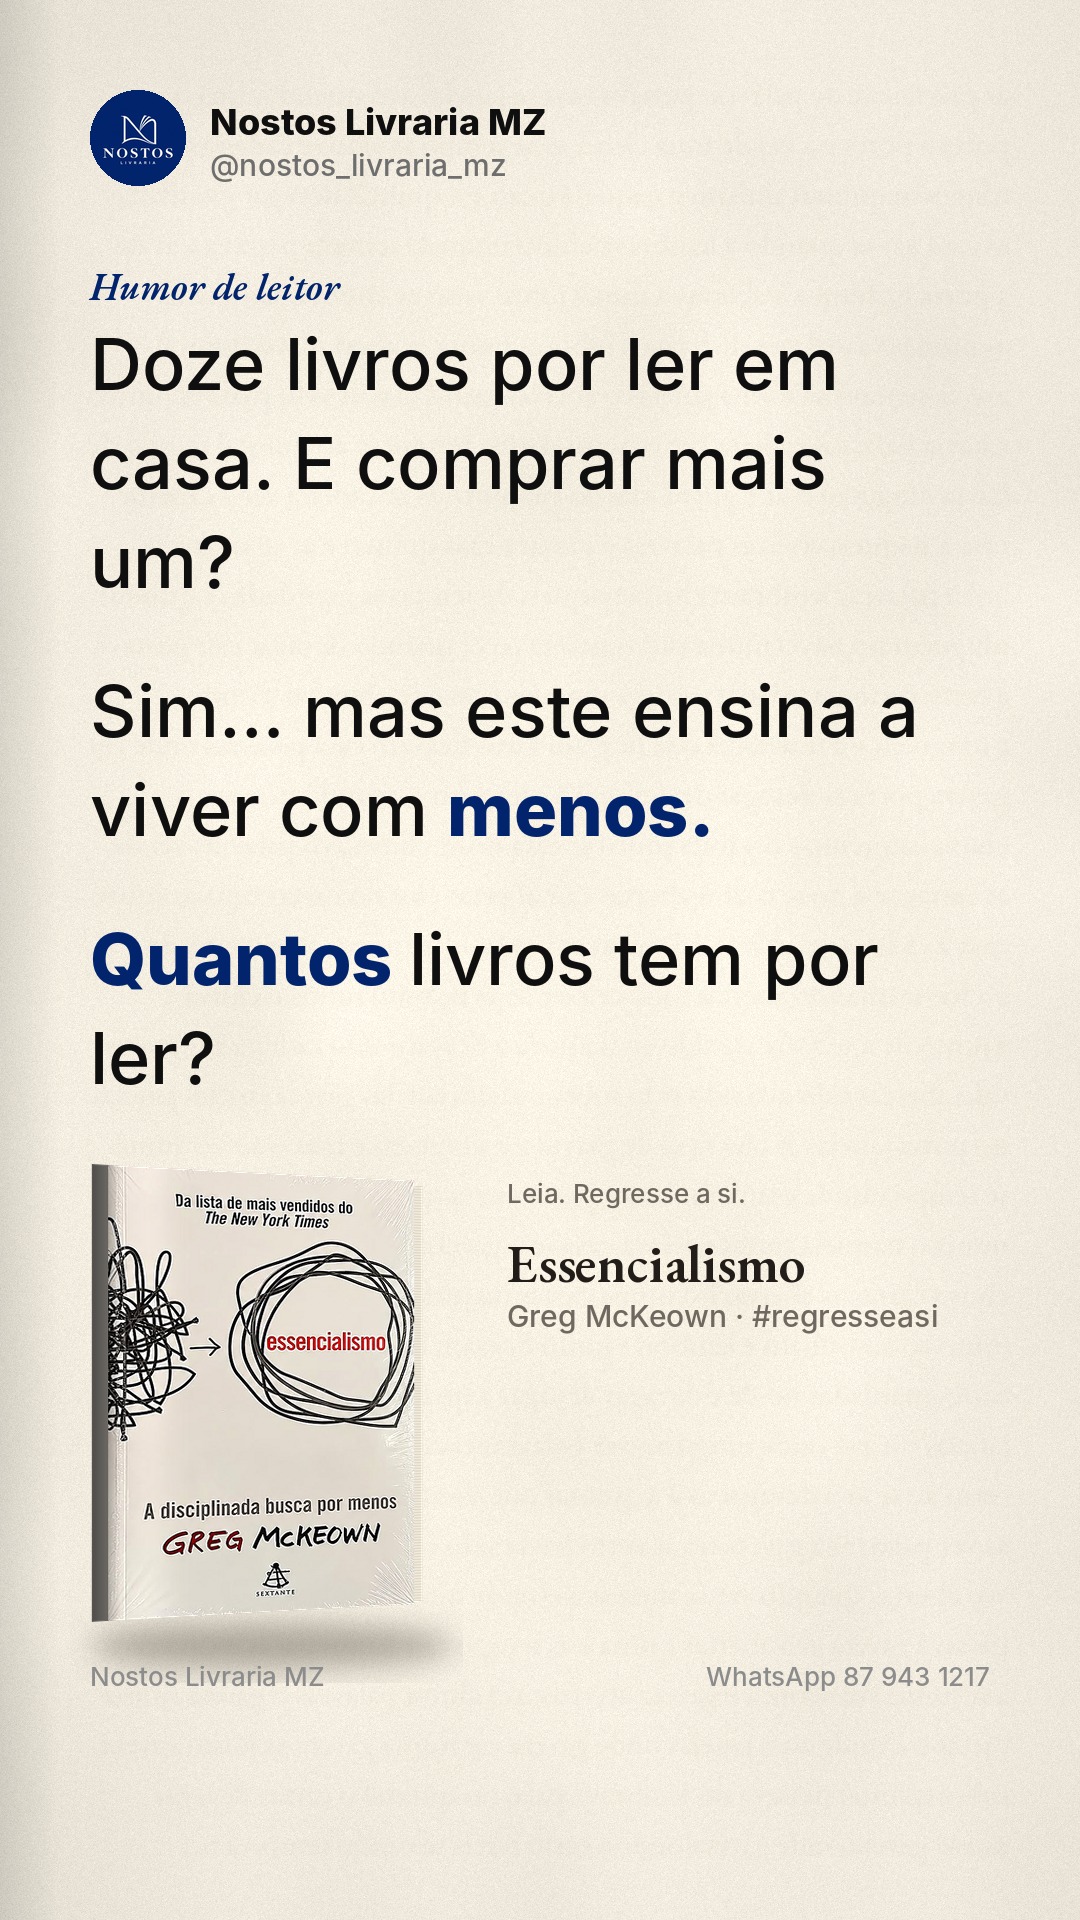 NOSTOS
LIVRARIA
Nostos Livraria MZ
@nostos_livraria_mz
Humor de leitor
Doze livros por ler em
casa. E comprar mais
um?
Sim... mas este ensina a
viver com menos.
Quantos livros tem por
ler?
Da lista de mais vendidos do
The New York Times
essencialismo
A disciplinada busca por menos
GREG McKEOWN
SEXTANTE
Leia. Regresse a si.
Essencialismo
Greg McKeown · #regresseasi
Nostos Livraria MZ
WhatsApp 87 943 1217